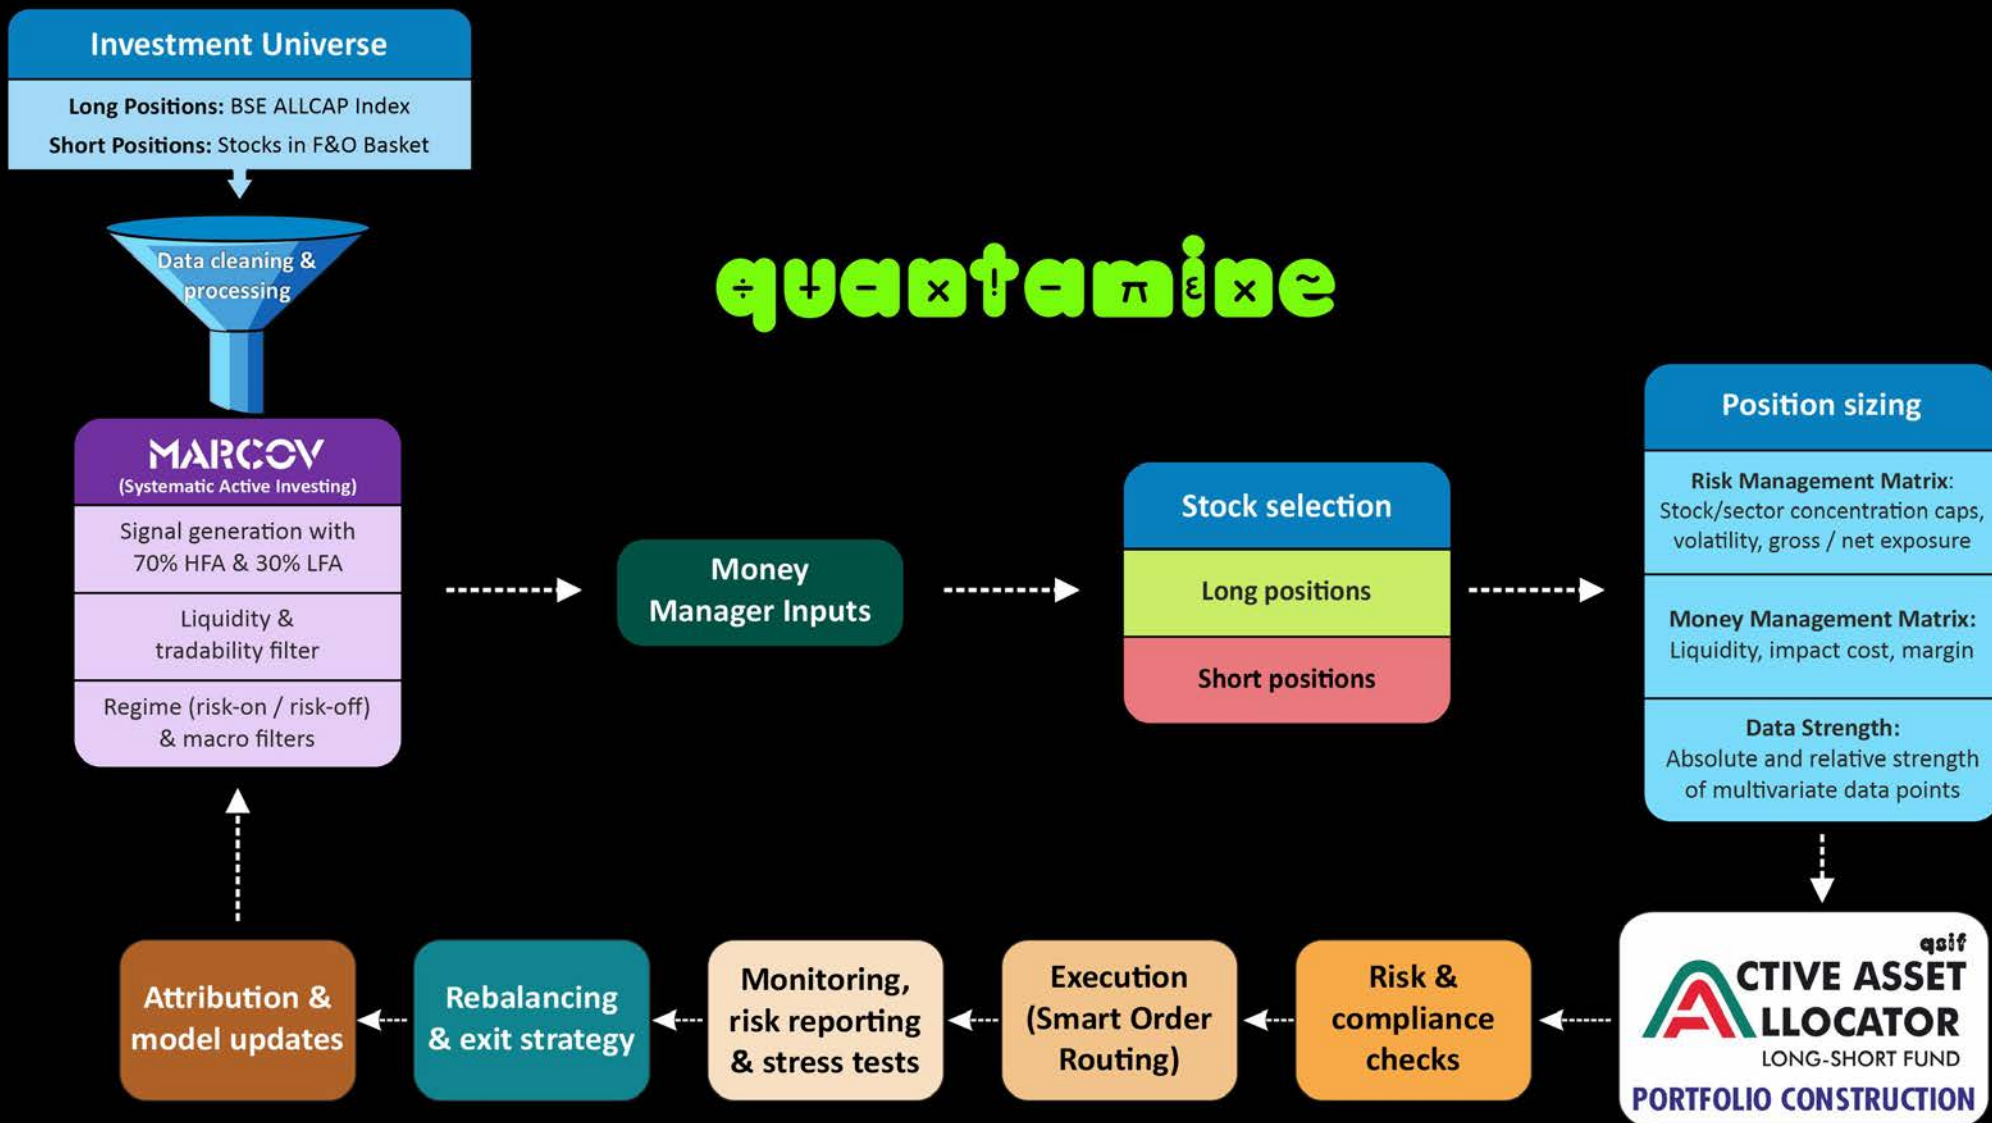 Investment Universe
Long Positions: BSE ALLCAP Index
Short Positions: Stocks in F&O Basket
Data cleaning &
processing
quantamine
MARCOV
(Systematic Active Investing)
Signal generation with
70% HFA & 30% LFA
Liquidity &
tradability filter
Regime (risk-on / risk-off)
& macro filters
Money
Manager Inputs
Stock selection
Long positions
Short positions
Position sizing
Risk Management Matrix:
Stock/sector concentration caps,
volatility, gross / net exposure
Money Management Matrix:
Liquidity, impact cost, margin
Data Strength:
Absolute and relative strength
of multivariate data points
qsif
ACTIVE ASSET
ALLOCATOR
LONG-SHORT FUND
PORTFOLIO CONSTRUCTION
Risk &
compliance
checks
Execution
(Smart Order
Routing)
Monitoring,
risk reporting
& stress tests
Rebalancing
& exit strategy
Attribution &
model updates